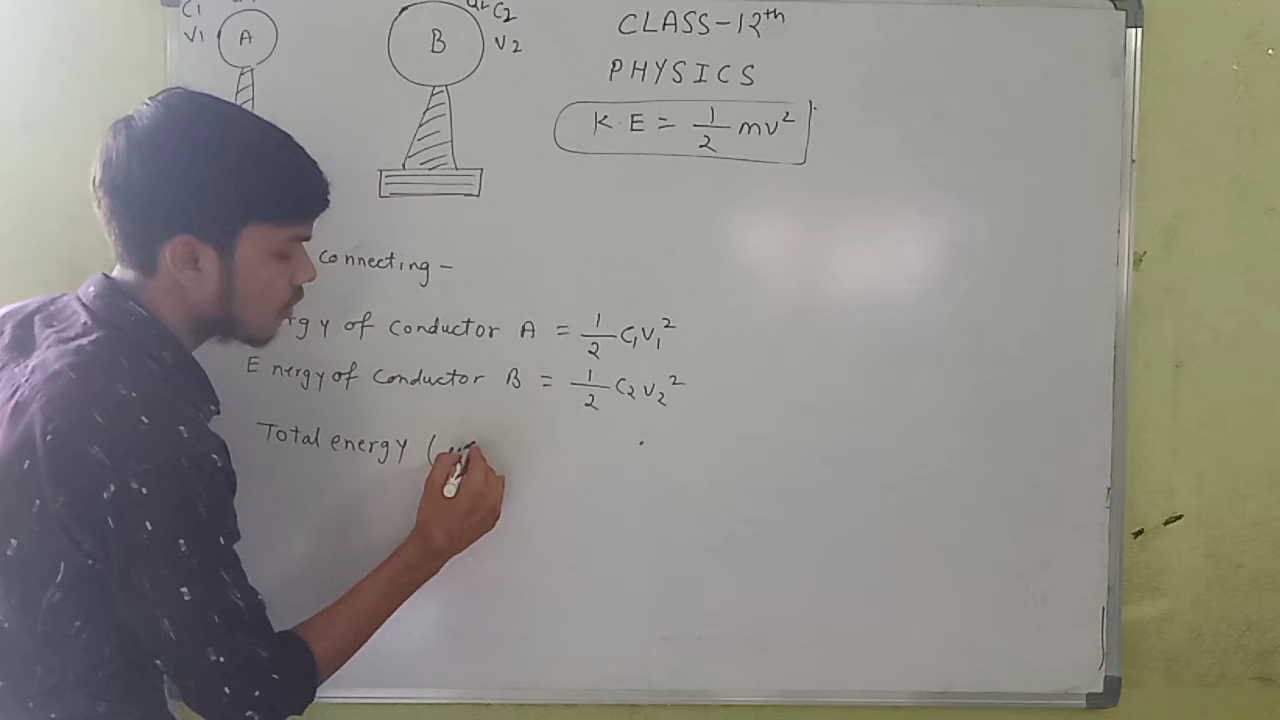 C1
V1
A
B
C2
V2
CLASS-12th
PHYSICS
K.E = 1/2 mv²
connecting -
rgy of conductor A = 1/2 C₁V₁²
Energy of conductor B = 1/2 C₂V₂²
Total energy (